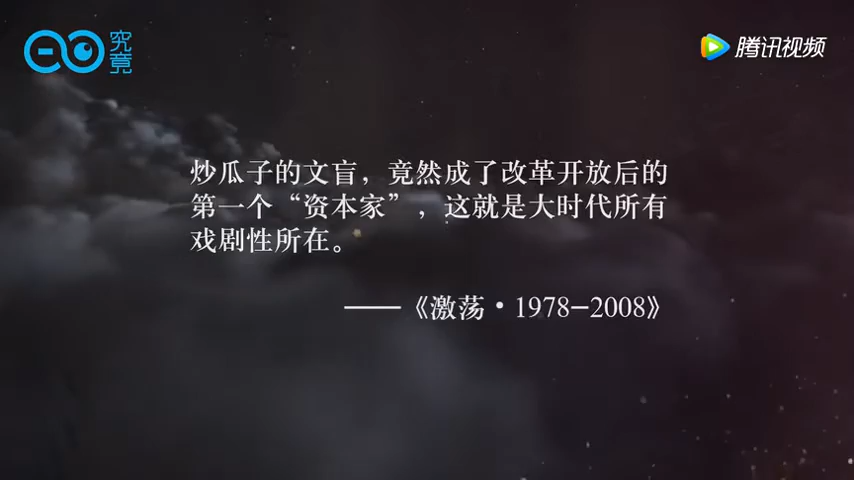 究竟
腾讯视频
炒瓜子的文盲，竟然成了改革开放后的
第一个“资本家”，这就是大时代所有
戏剧性所在。
——《激荡·1978-2008》